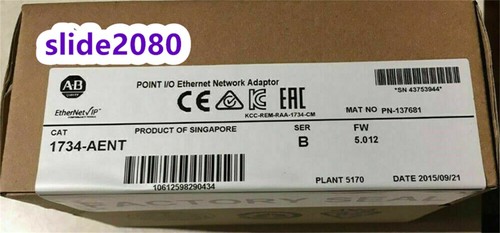 slide2080
AB
POINT I/O Ethernet Network Adaptor
*SN 43753944*
EtherNet/IP
CE
KC
EAC
KCC-REM-RAA-1734-CM
MAT NO PN-137681
CAT
1734-AENT
PRODUCT OF SINGAPORE
SER
B
FW
5.012
10612598290434
PLANT 5170
DATE 2015/09/21
FACTORY SEAL